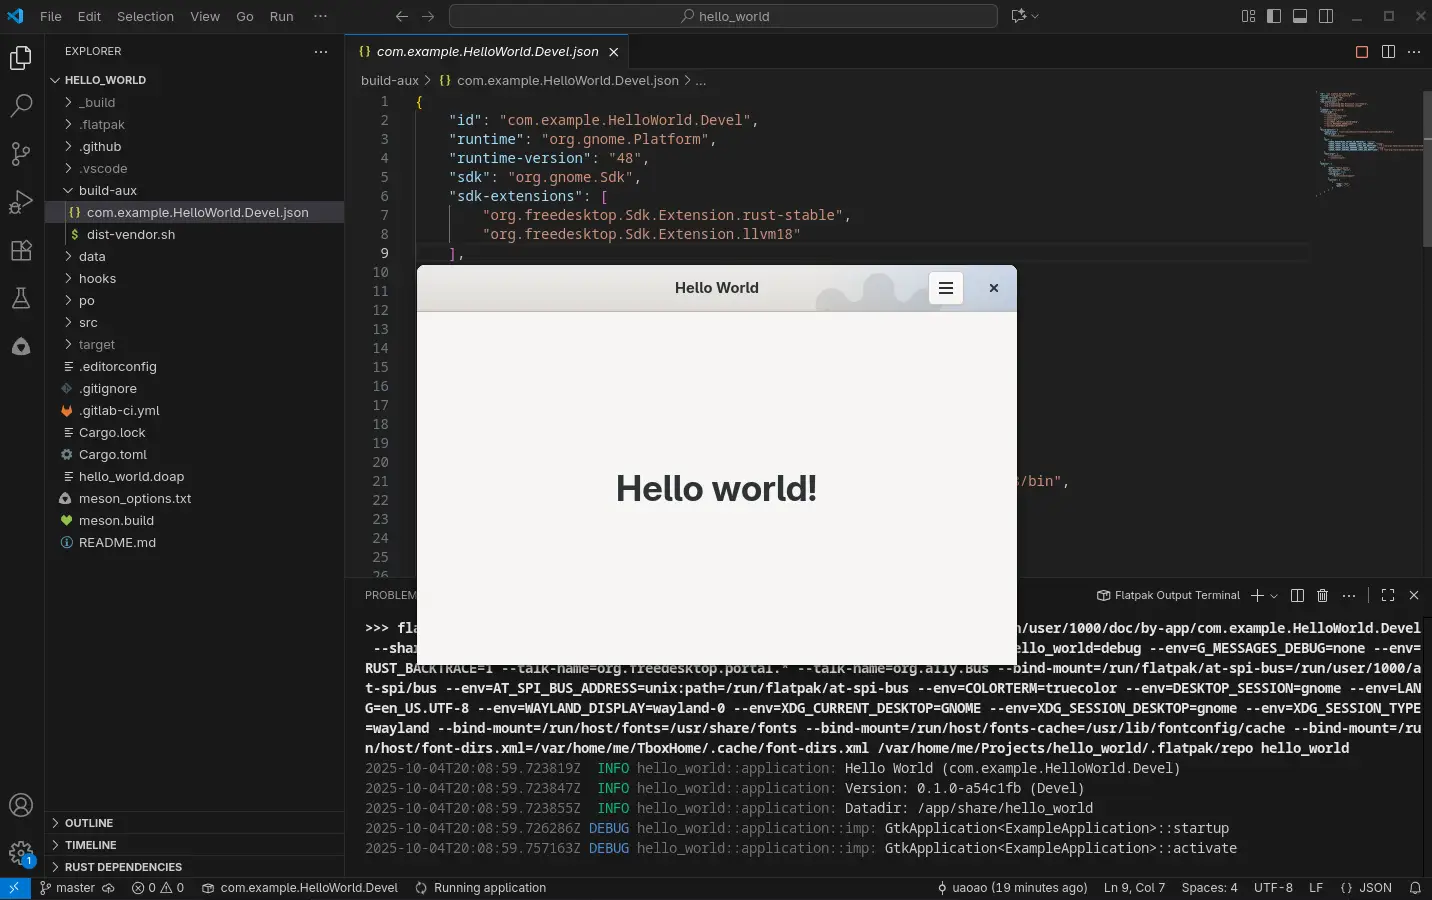 File Edit Selection View Go Run ···
hello_world
EXPLORER
HELLO_WORLD
_build
.flatpak
.github
.vscode
build-aux
{} com.example.HelloWorld.Devel.json
$ dist-vendor.sh
data
hooks
po
src
target
.editorconfig
.gitignore
.gitlab-ci.yml
Cargo.lock
Cargo.toml
hello_world.doap
meson_options.txt
meson.build
README.md
OUTLINE
TIMELINE
RUST DEPENDENCIES
{} com.example.HelloWorld.Devel.json
build-aux > {} com.example.HelloWorld.Devel.json > ...
1 {
2 "id": "com.example.HelloWorld.Devel",
3 "runtime": "org.gnome.Platform",
4 "runtime-version": "48",
5 "sdk": "org.gnome.Sdk",
6 "sdk-extensions": [
7 "org.freedesktop.Sdk.Extension.rust-stable",
8 "org.freedesktop.Sdk.Extension.llvm18"
9 ],
10
11
12
13
14
15
16
17
18
19
20
21 /bin",
22
23
24
25
26
Hello World
Hello world!
PROBLEM
Flatpak Output Terminal
>>> fla n/user/1000/doc/by-app/com.example.HelloWorld.Devel
--shar ello_world=debug --env=G_MESSAGES_DEBUG=none --env=
RUST_BACKTRACE=1 --talk-name=org.freedesktop.portal.* --talk-name=org.a11y.Bus --bind-mount=/run/flatpak/at-spi-bus=/run/user/1000/a
t-spi/bus --env=AT_SPI_BUS_ADDRESS=unix:path=/run/flatpak/at-spi-bus --env=COLORTERM=truecolor --env=DESKTOP_SESSION=gnome --env=LAN
G=en_US.UTF-8 --env=WAYLAND_DISPLAY=wayland-0 --env=XDG_CURRENT_DESKTOP=GNOME --env=XDG_SESSION_DESKTOP=gnome --env=XDG_SESSION_TYPE
=wayland --bind-mount=/run/host/fonts=/usr/share/fonts --bind-mount=/run/host/fonts-cache=/usr/lib/fontconfig/cache --bind-mount=/ru
n/host/font-dirs.xml=/var/home/me/TboxHome/.cache/font-dirs.xml /var/home/me/Projects/hello_world/.flatpak/repo hello_world
2025-10-04T20:08:59.723819Z INFO hello_world::application: Hello World (com.example.HelloWorld.Devel)
2025-10-04T20:08:59.723847Z INFO hello_world::application: Version: 0.1.0-a54c1fb (Devel)
2025-10-04T20:08:59.723855Z INFO hello_world::application: Datadir: /app/share/hello_world
2025-10-04T20:08:59.726286Z DEBUG hello_world::application::imp: GtkApplication<ExampleApplication>::startup
2025-10-04T20:08:59.757163Z DEBUG hello_world::application::imp: GtkApplication<ExampleApplication>::activate
1
master 0 0 com.example.HelloWorld.Devel Running application uaoao (19 minutes ago) Ln 9, Col 7 Spaces: 4 UTF-8 LF {} JSON